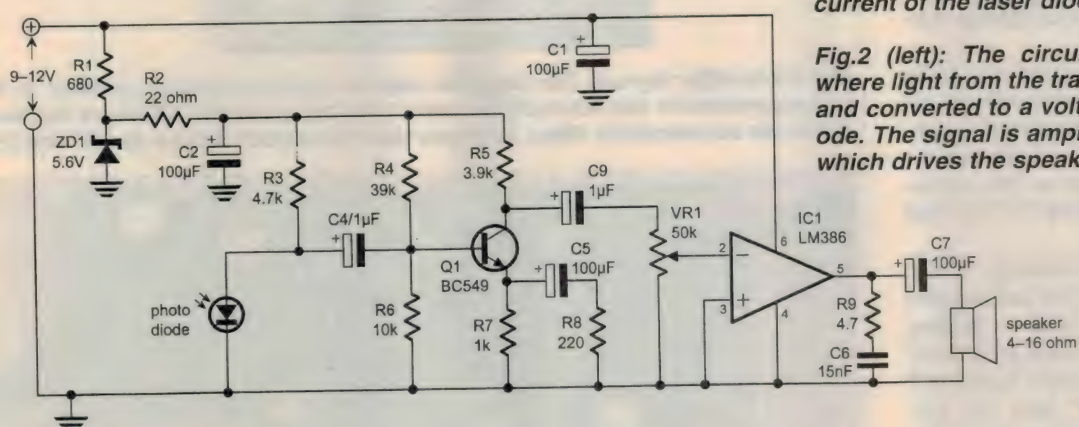 current of the laser diod
Fig.2 (left): The circui
where light from the tra
and converted to a volt
ode. The signal is ampl
which drives the speak
9–12V
R1
680
R2
22 ohm
ZD1
5.6V
C2
100µF
R3
4.7k
R4
39k
R5
3.9k
C4/1µF
photo
diode
R6
10k
Q1
BC549
R7
1k
C9
1µF
C5
100µF
R8
220
C1
100µF
VR1
50k
IC1
LM386
2
3
6
5
4
R9
4.7
C6
15nF
C7
100µF
speaker
4–16 ohm